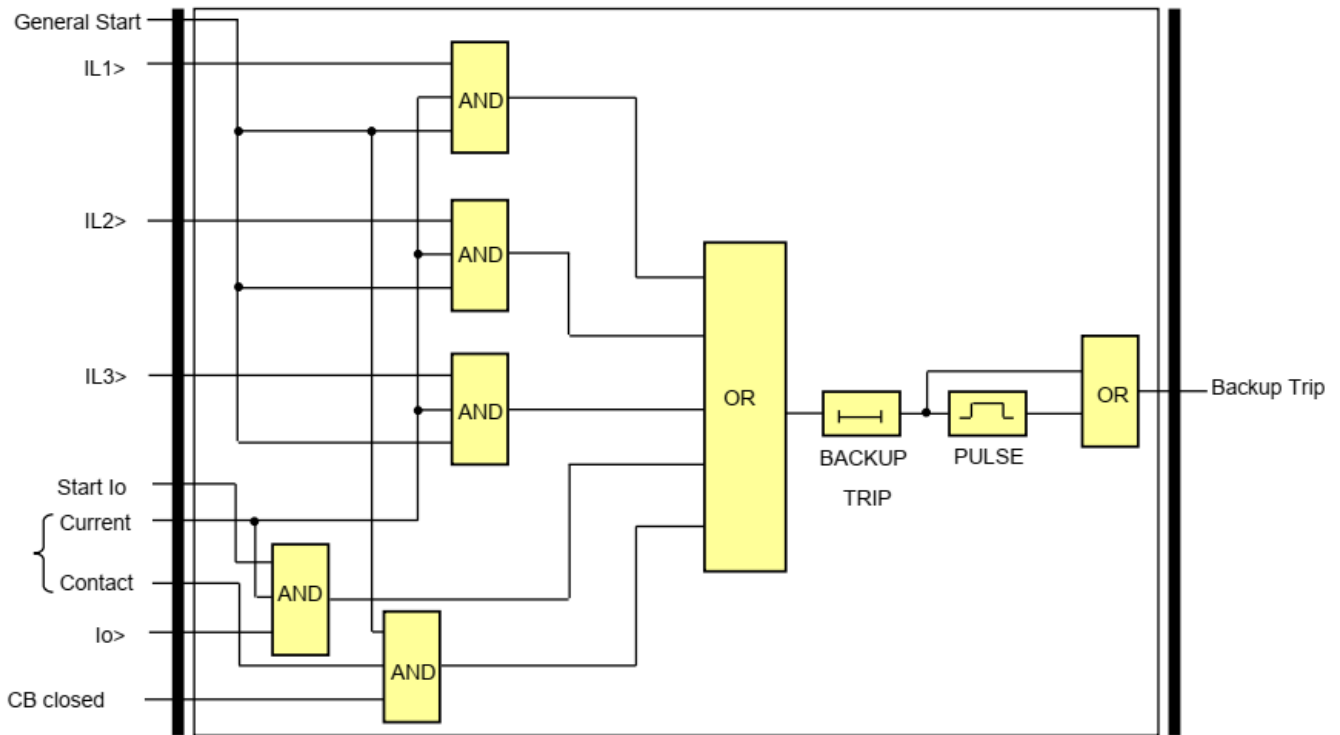 General Start
IL1>
AND
IL2>
AND
IL3>
AND
OR
OR
Backup Trip
BACKUP
TRIP
PULSE
Start Io
Current
Contact
AND
Io>
AND
CB closed